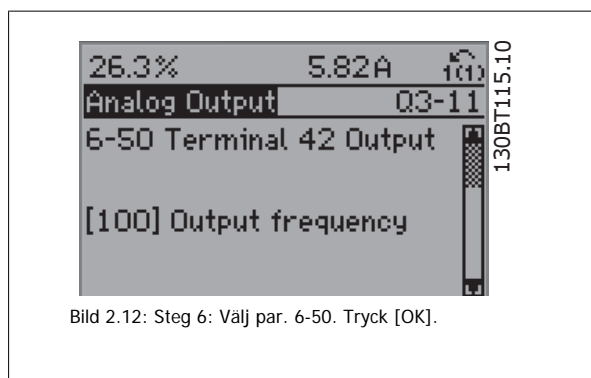 26.3% 5.82A 1(1)
Analog Output Q3-11
6-50 Terminal 42 Output
[100] Output frequency
130BT115.10
Bild 2.12: Steg 6: Välj par. 6-50. Tryck [OK].